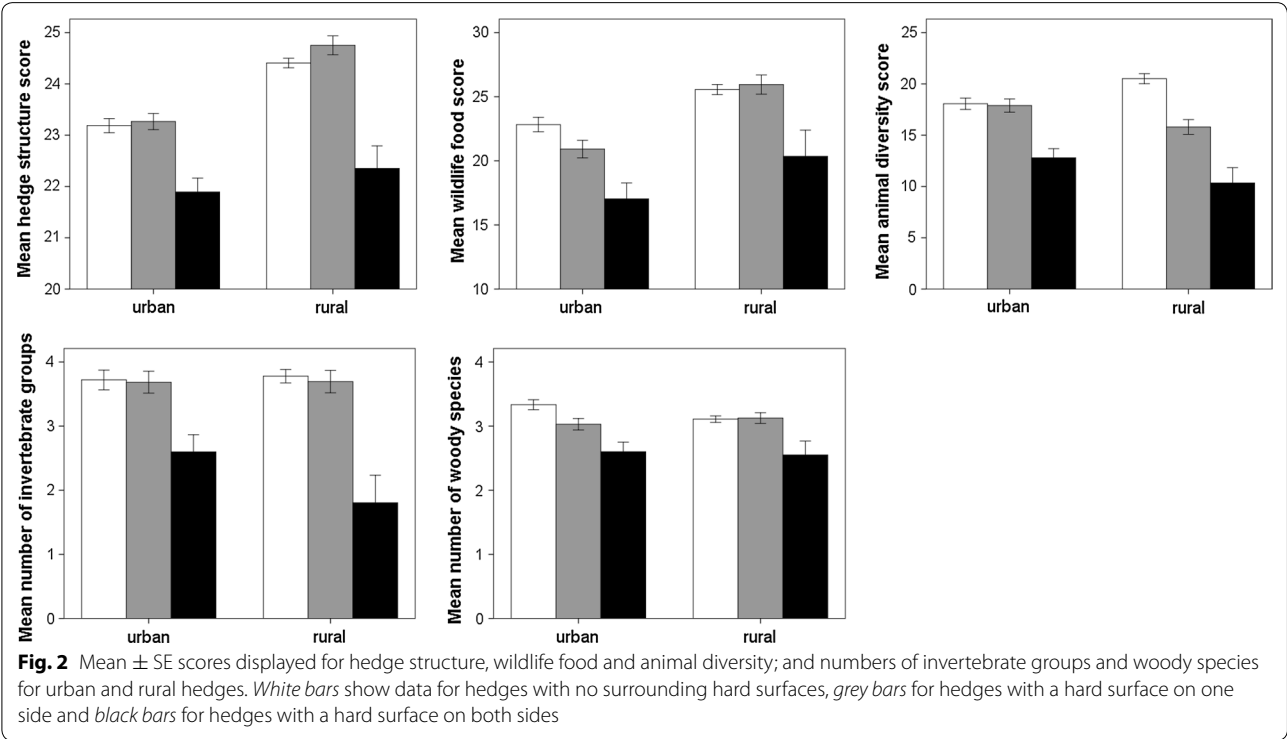 Mean hedge structure score
25
24
23
22
21
20
urban rural
Mean wildlife food score
30
25
20
15
10
urban rural
Mean animal diversity score
25
20
15
10
5
0
urban rural
Mean number of invertebrate groups
4
3
2
1
0
urban rural
Mean number of woody species
4
3
2
1
0
urban rural
Fig. 2 Mean ± SE scores displayed for hedge structure, wildlife food and animal diversity; and numbers of invertebrate groups and woody species
for urban and rural hedges. White bars show data for hedges with no surrounding hard surfaces, grey bars for hedges with a hard surface on one
side and black bars for hedges with a hard surface on both sides